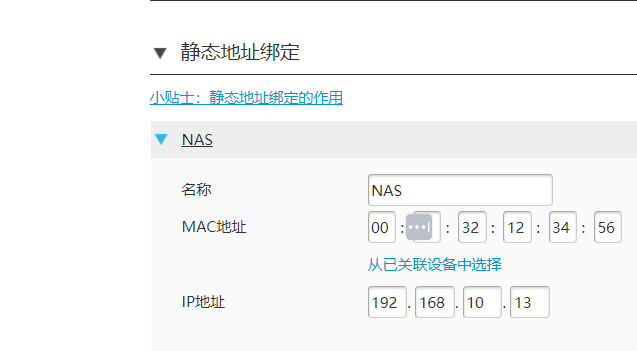 静态地址绑定
小贴士：静态地址绑定的作用
NAS
名称 NAS
MAC地址 00 : : 32 : 12 : 34 : 56
从已关联设备中选择
IP地址 192 . 168 . 10 . 13